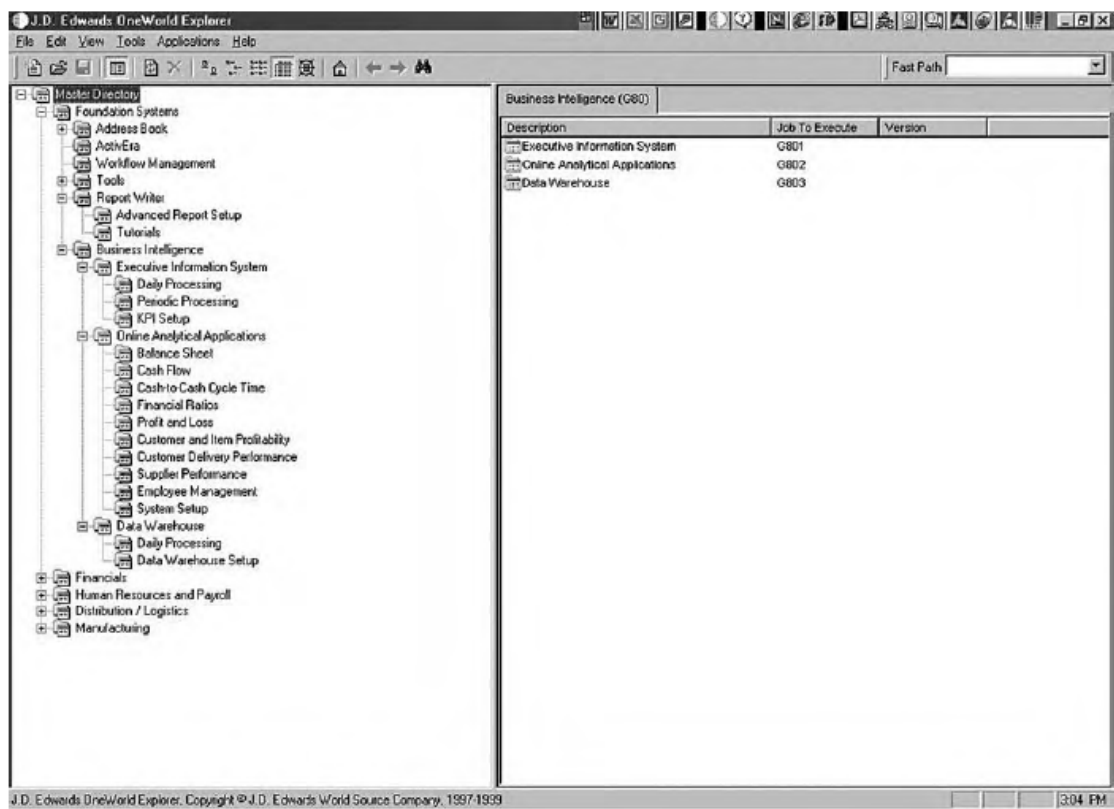 J.D. Edwards OneWorld Explorer
File Edit View Tools Applications Help
Fast Path
Master Directory
Foundation Systems
Address Book
ActivEra
Workflow Management
Tools
Report Writer
Advanced Report Setup
Tutorials
Business Intelligence
Executive Information System
Daily Processing
Periodic Processing
KPI Setup
Online Analytical Applications
Balance Sheet
Cash Flow
Cash-to-Cash Cycle Time
Financial Ratios
Profit and Loss
Customer and Item Profitability
Customer Delivery Performance
Supplier Performance
Employee Management
System Setup
Data Warehouse
Daily Processing
Data Warehouse Setup
Financials
Human Resources and Payroll
Distribution / Logistics
Manufacturing
Business Intelligence (G80)
Description Job To Execute Version
Executive Information System G801
Online Analytical Applications G802
Data Warehouse G803
J.D. Edwards OneWorld Explorer, Copyright © J.D. Edwards World Source Company, 1997-1999 3:04 PM